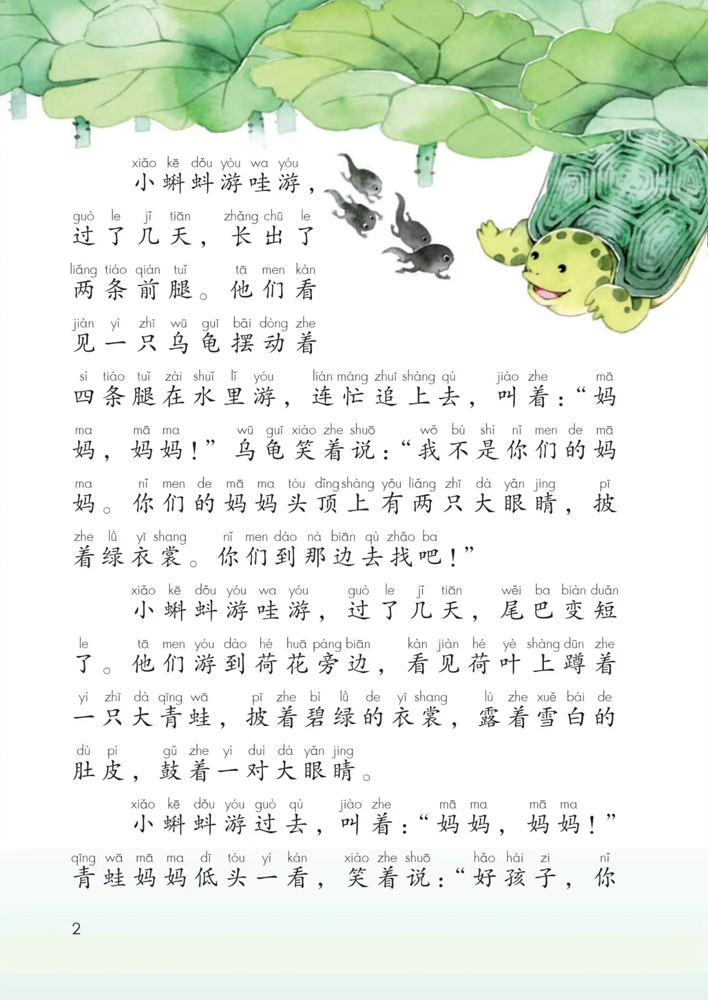 xiǎo kē dǒu yóu wa yóu
小蝌蚪游哇游，
guò le jǐ tiān zhǎng chū le
过了几天，长出了
liǎng tiáo qián tuǐ tā men kàn
两条前腿。他们看
jiàn yì zhī wū guī bǎi dòng zhe
见一只乌龟摆动着
sì tiáo tuǐ zài shuǐ lǐ yóu lián máng zhuī shàng qù jiào zhe mā
四条腿在水里游，连忙追上去，叫着：“妈
ma mā ma wū guī xiào zhe shuō wǒ bú shì nǐ men de mā
妈，妈妈！”乌龟笑着说：“我不是你们的妈
ma nǐ men de mā ma tóu dǐng shàng yǒu liǎng zhī dà yǎn jing pī
妈。你们的妈妈头顶上有两只大眼睛，披
zhe lǜ yī shang nǐ men dào nà biān qù zhǎo ba
着绿衣裳。你们到那边去找吧！”
xiǎo kē dǒu yóu wa yóu guò le jǐ tiān wěi ba biàn duǎn
小蝌蚪游哇游，过了几天，尾巴变短
le tā men yóu dào hé huā páng biān kàn jiàn hé yè shàng dūn zhe
了。他们游到荷花旁边，看见荷叶上蹲着
yì zhī dà qīng wā pī zhe bì lǜ de yī shang lù zhe xuě bái de
一只大青蛙，披着碧绿的衣裳，露着雪白的
dù pí gǔ zhe yí duì dà yǎn jing
肚皮，鼓着一对大眼睛。
xiǎo kē dǒu yóu guò qù jiào zhe mā ma mā ma
小蝌蚪游过去，叫着：“妈妈，妈妈！”
qīng wā mā ma dī tóu yí kàn xiào zhe shuō hǎo hái zi nǐ
青蛙妈妈低头一看，笑着说：“好孩子，你
2